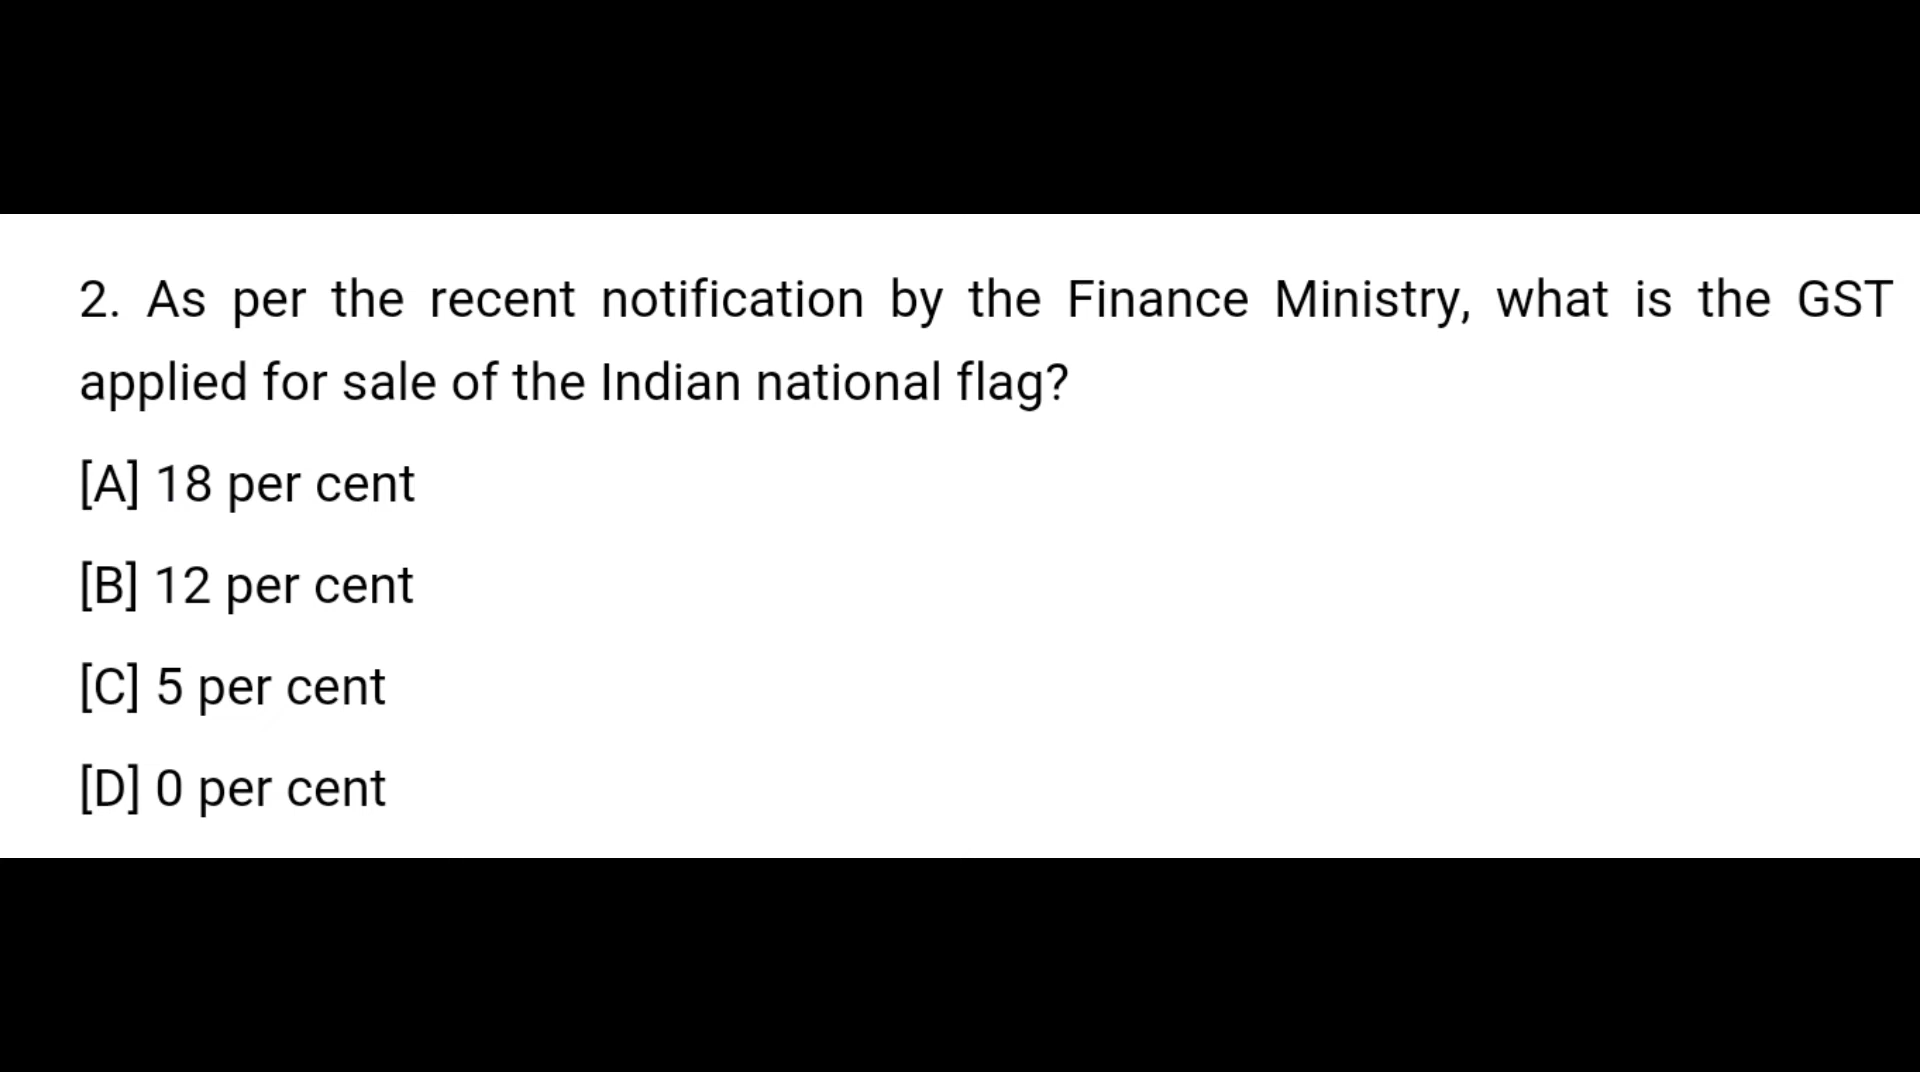 2. As per the recent notification by the Finance Ministry, what is the GST
applied for sale of the Indian national flag?
[A] 18 per cent
[B] 12 per cent
[C] 5 per cent
[D] 0 per cent